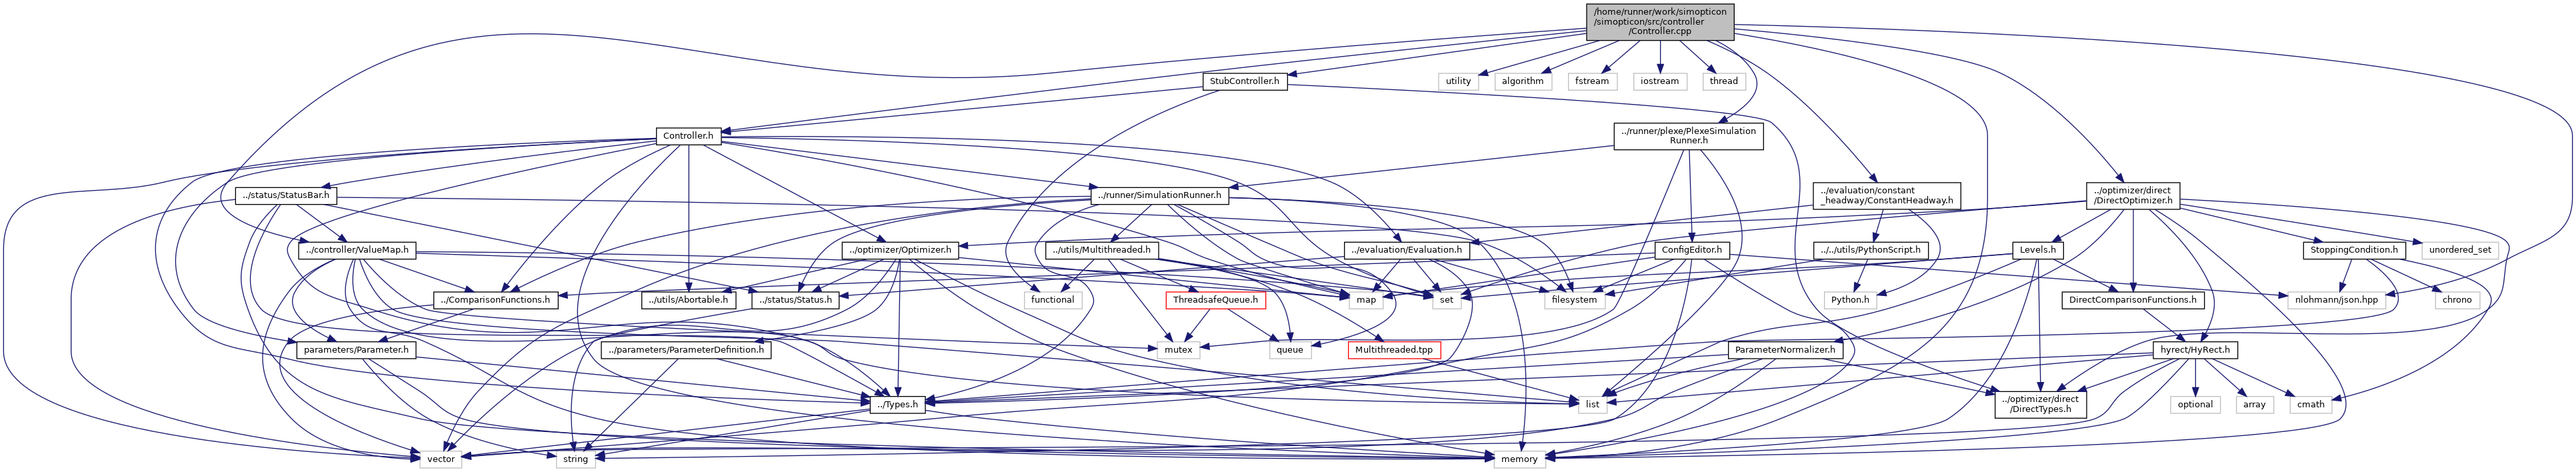 /home/runner/work/simopticon
/simopticon/src/controller
/Controller.cpp
StubController.h
utility
algorithm
fstream
iostream
thread
Controller.h
../runner/plexe/PlexeSimulation
Runner.h
../status/StatusBar.h
../runner/SimulationRunner.h
../evaluation/constant
_headway/ConstantHeadway.h
../optimizer/direct
/DirectOptimizer.h
../controller/ValueMap.h
../optimizer/Optimizer.h
../utils/Multithreaded.h
../evaluation/Evaluation.h
ConfigEditor.h
../../utils/PythonScript.h
Levels.h
StoppingCondition.h
unordered_set
../ComparisonFunctions.h
../utils/Abortable.h
../status/Status.h
functional
ThreadsafeQueue.h
map
set
filesystem
Python.h
DirectComparisonFunctions.h
nlohmann/json.hpp
chrono
parameters/Parameter.h
../parameters/ParameterDefinition.h
mutex
queue
Multithreaded.tpp
ParameterNormalizer.h
hyrect/HyRect.h
../Types.h
list
../optimizer/direct
/DirectTypes.h
optional
array
cmath
vector
string
memory